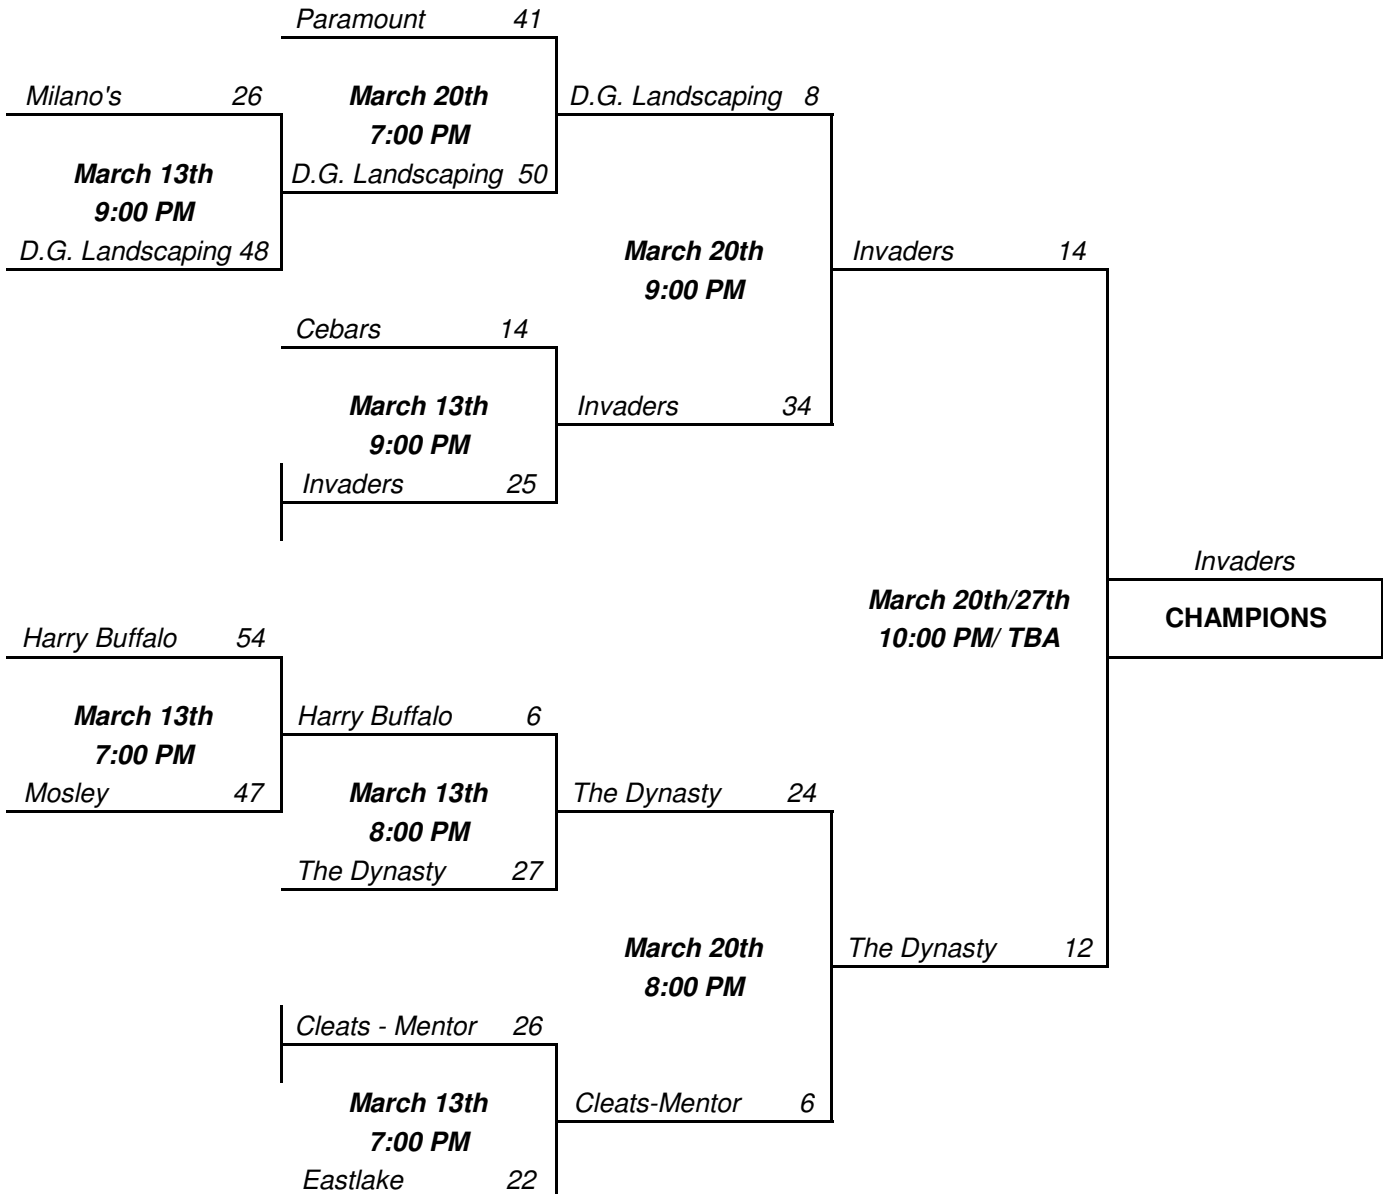 Paramount 41
Milano's 26
March 20th
D.G. Landscaping 8
7:00 PM
March 13th
D.G. Landscaping 50
9:00 PM
D.G. Landscaping 48
March 20th
Invaders 14
9:00 PM
Cebars 14
March 13th
Invaders 34
9:00 PM
Invaders 25
Invaders
March 20th/27th
CHAMPIONS
Harry Buffalo 54
10:00 PM/ TBA
March 13th
Harry Buffalo 6
7:00 PM
Mosley 47
March 13th
The Dynasty 24
8:00 PM
The Dynasty 27
March 20th
The Dynasty 12
8:00 PM
Cleats - Mentor 26
March 13th
Cleats-Mentor 6
7:00 PM
Eastlake 22